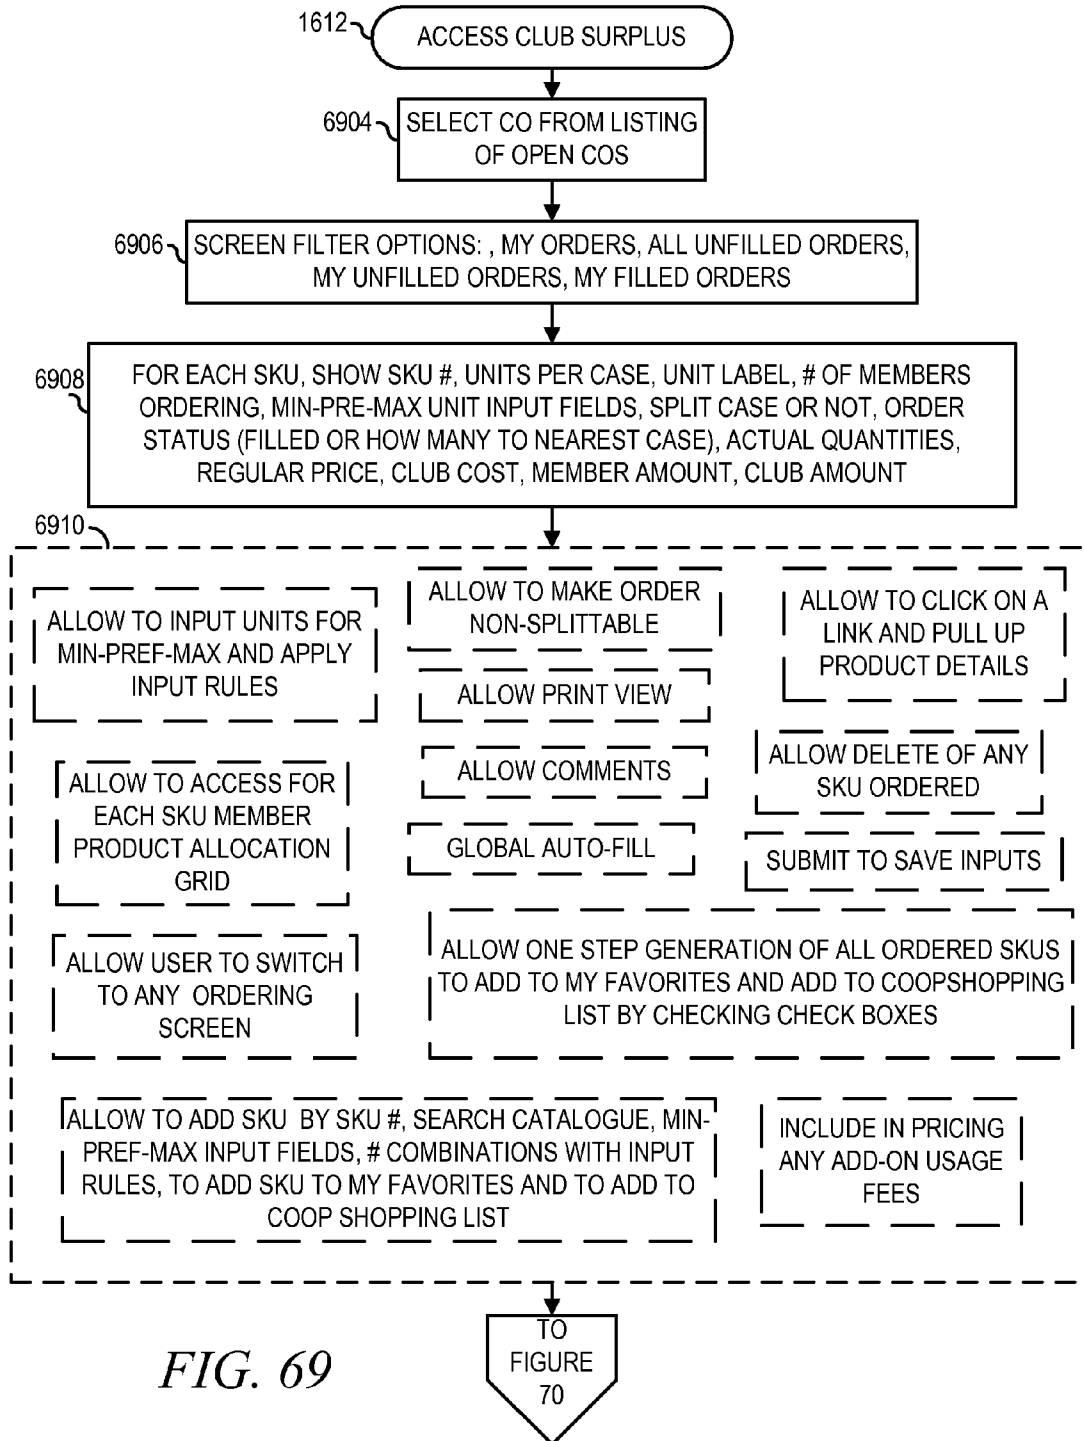 1612
ACCESS CLUB SURPLUS
6904
SELECT CO FROM LISTING
OF OPEN COS
6906
SCREEN FILTER OPTIONS: , MY ORDERS, ALL UNFILLED ORDERS,
MY UNFILLED ORDERS, MY FILLED ORDERS
6908
FOR EACH SKU, SHOW SKU #, UNITS PER CASE, UNIT LABEL, # OF MEMBERS
ORDERING, MIN-PRE-MAX UNIT INPUT FIELDS, SPLIT CASE OR NOT, ORDER
STATUS (FILLED OR HOW MANY TO NEAREST CASE), ACTUAL QUANTITIES,
REGULAR PRICE, CLUB COST, MEMBER AMOUNT, CLUB AMOUNT
6910
ALLOW TO INPUT UNITS FOR
MIN-PREF-MAX AND APPLY
INPUT RULES
ALLOW TO MAKE ORDER
NON-SPLITTABLE
ALLOW TO CLICK ON A
LINK AND PULL UP
PRODUCT DETAILS
ALLOW PRINT VIEW
ALLOW TO ACCESS FOR
EACH SKU MEMBER
PRODUCT ALLOCATION
GRID
ALLOW COMMENTS
ALLOW DELETE OF ANY
SKU ORDERED
GLOBAL AUTO-FILL
SUBMIT TO SAVE INPUTS
ALLOW USER TO SWITCH
TO ANY ORDERING
SCREEN
ALLOW ONE STEP GENERATION OF ALL ORDERED SKUS
TO ADD TO MY FAVORITES AND ADD TO COOPSHOPPING
LIST BY CHECKING CHECK BOXES
ALLOW TO ADD SKU BY SKU #, SEARCH CATALOGUE, MIN-
PREF-MAX INPUT FIELDS, # COMBINATIONS WITH INPUT
RULES, TO ADD SKU TO MY FAVORITES AND TO ADD TO
COOP SHOPPING LIST
INCLUDE IN PRICING
ANY ADD-ON USAGE
FEES
TO
FIGURE
70
FIG. 69